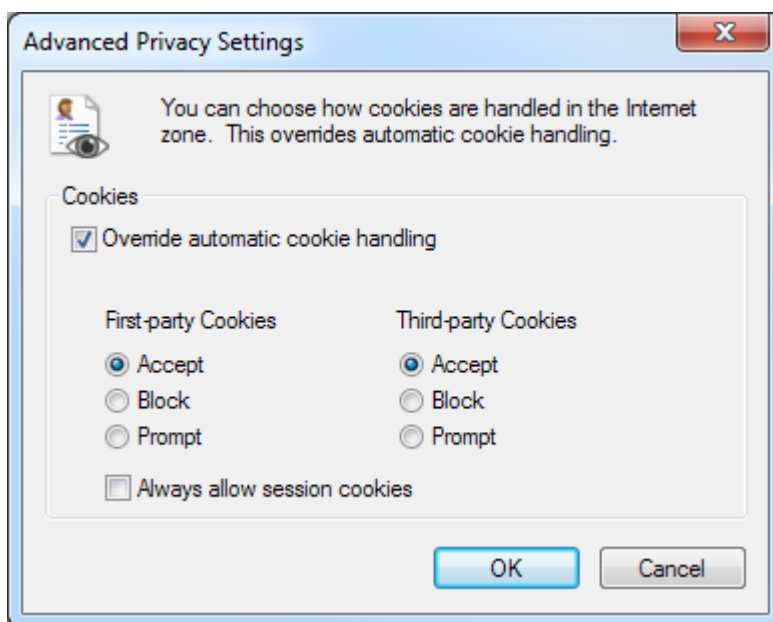 Advanced Privacy Settings
You can choose how cookies are handled in the Internet
zone.  This overrides automatic cookie handling.
Cookies
Override automatic cookie handling
First-party Cookies
Third-party Cookies
Accept
Accept
Block
Block
Prompt
Prompt
Always allow session cookies
OK
Cancel